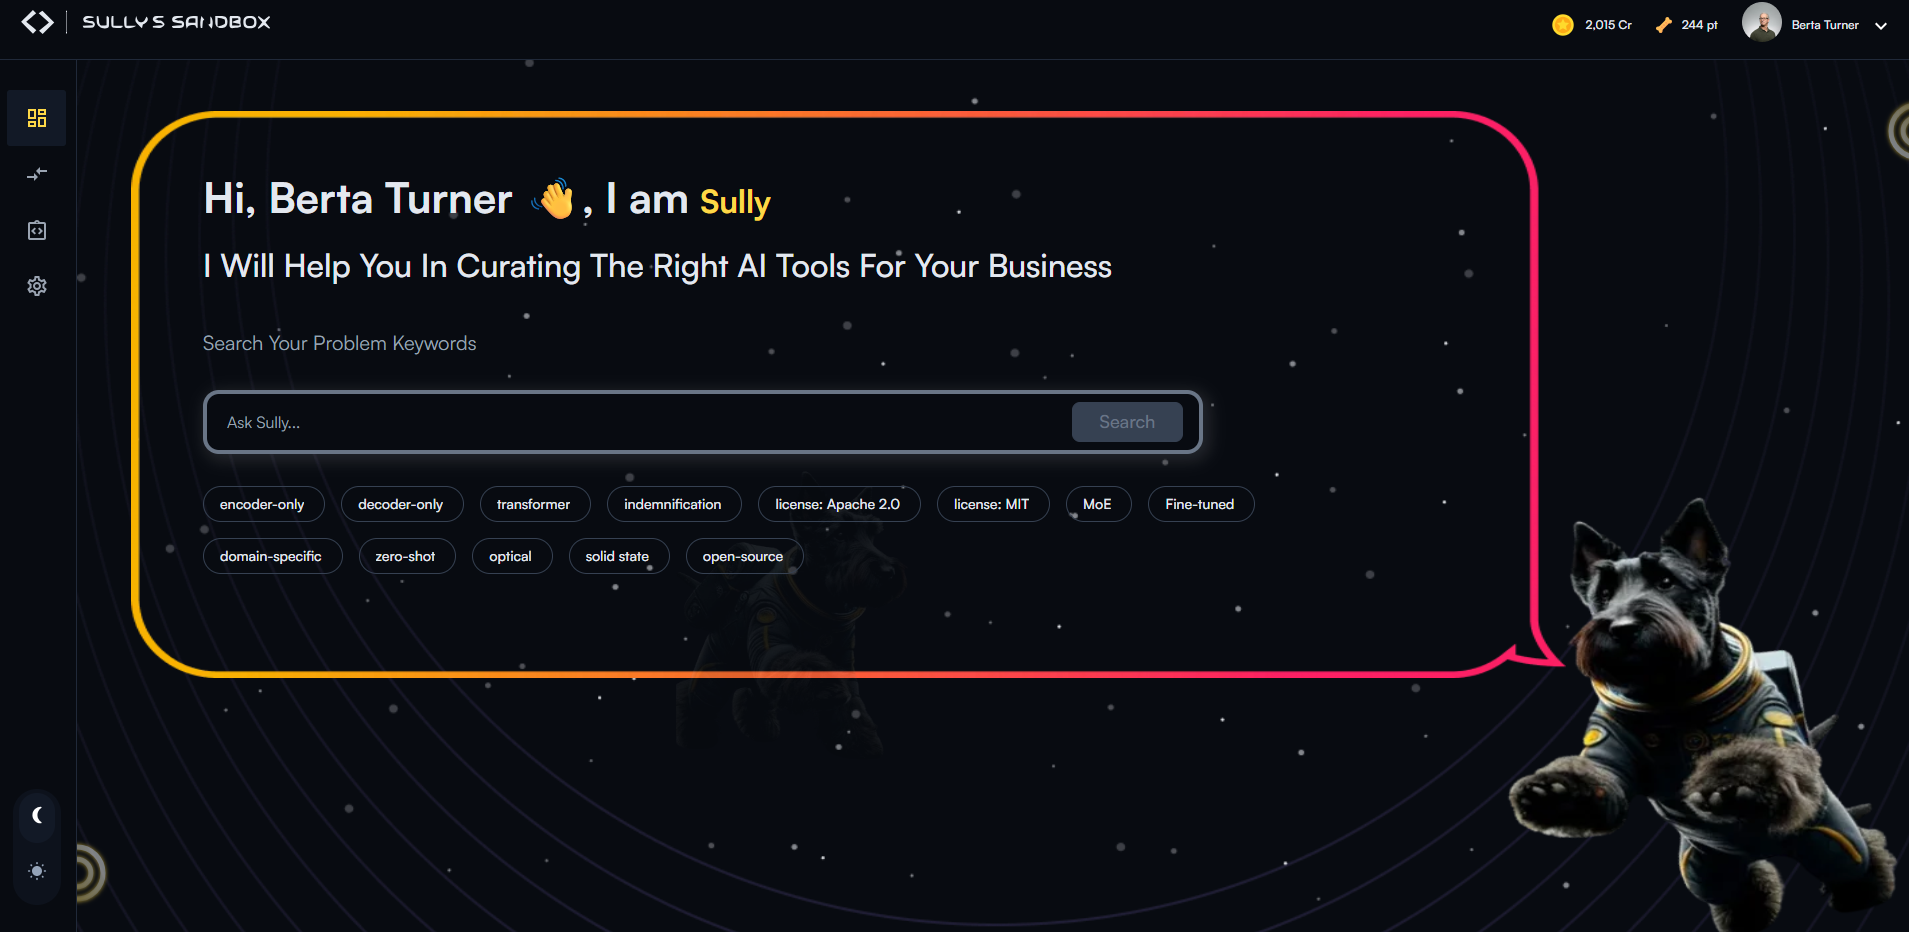 SULLY'S SANDBOX
2,015 Cr
244 pt
Berta Turner
Hi, Berta Turner 👋, I am Sully
I Will Help You In Curating The Right AI Tools For Your Business
Search Your Problem Keywords
Ask Sully...
Search
encoder-only
decoder-only
transformer
indemnification
license: Apache 2.0
license: MIT
MoE
Fine-tuned
domain-specific
zero-shot
optical
solid state
open-source